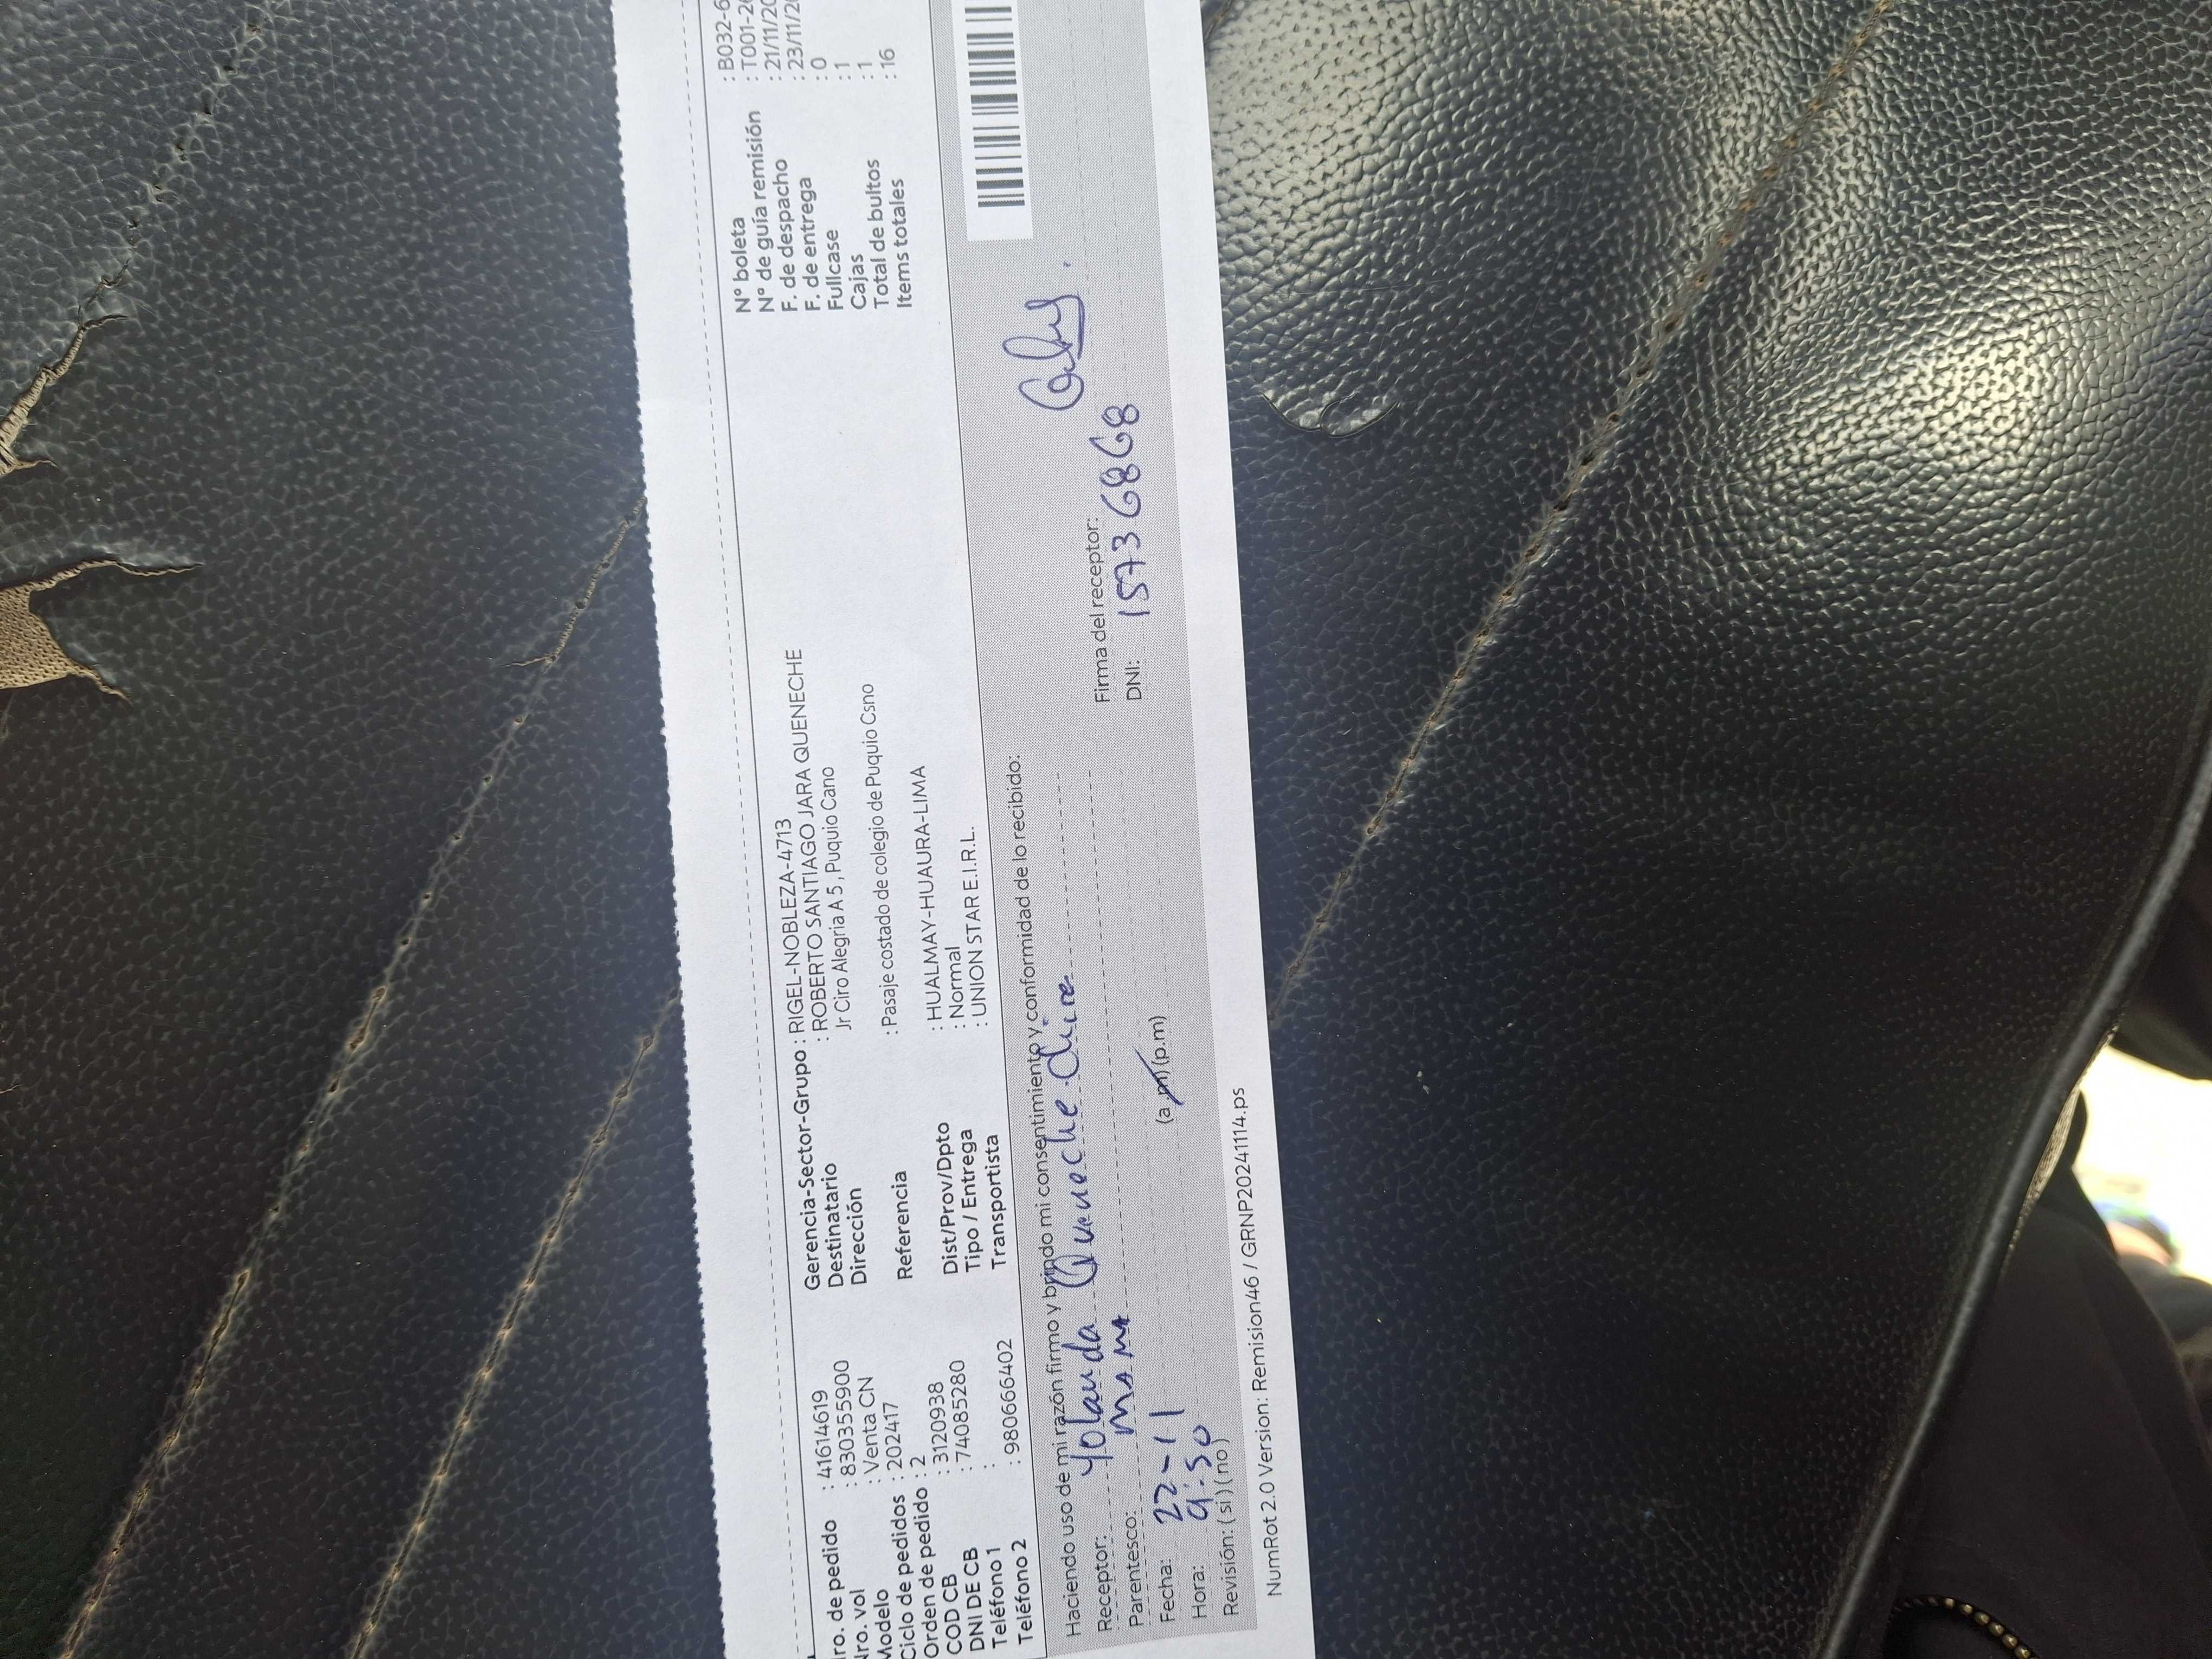 Nº boleta : B032-6
Nº de guía remisión : T001-26
F. de despacho : 21/11/20
F. de entrega : 23/11/20
Fullcase : 0
Cajas : 1
Total de bultos : 1
Items totales : 16
Gerencia-Sector-Grupo : RIGEL-NOBLEZA-4713
Destinatario : ROBERTO SANTIAGO JARA QUENECHE
Dirección Jr Ciro Alegria A 5 , Puquio Cano
Referencia : Pasaje costado de colegio de Puquio Csno
Dist/Prov/Dpto : HUALMAY-HUAURA-LIMA
Tipo / Entrega : Normal
Transportista : UNION STAR E.I.R.L.
ro. de pedido : 41614619
Nro. vol : 830355900
Modelo : Venta CN
Ciclo de pedidos : 202417
Orden de pedido : 2
COD CB : 3120938
DNI DE CB : 74085280
Teléfono 1 :
Teléfono 2 : 980666402
Haciendo uso de mi razón firmo y brindo mi consentimiento y conformidad de lo recibido:
Receptor: Yolanda Queneche
Parentesco: mama
Fecha: 22-11
Hora: 9:50 (a.m) (p.m)
Revisión: ( si ) ( no )
Firma del receptor:
DNI: 15736868
NumRot 2.0 Version: Remision46 / GRNP20241114.ps